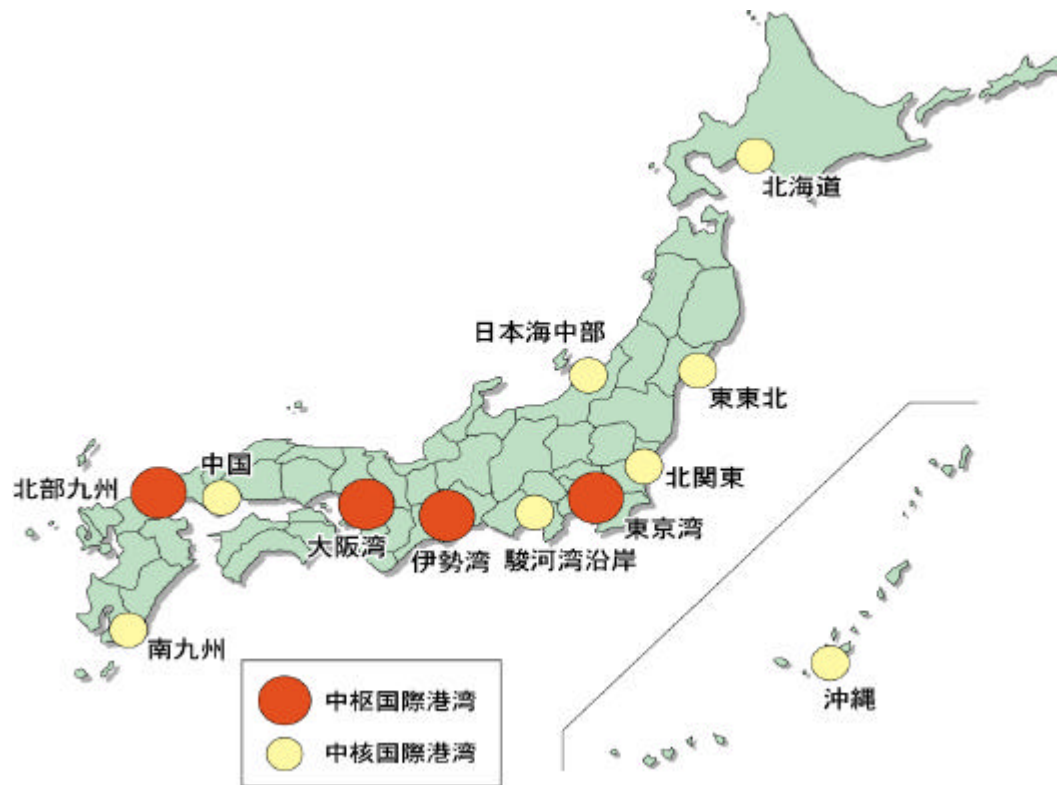 北海道
日本海中部
東東北
中国
北部九州
北関東
大阪湾
伊勢湾
駿河湾沿岸
東京湾
南九州
沖縄
中枢国際港湾
中核国際港湾